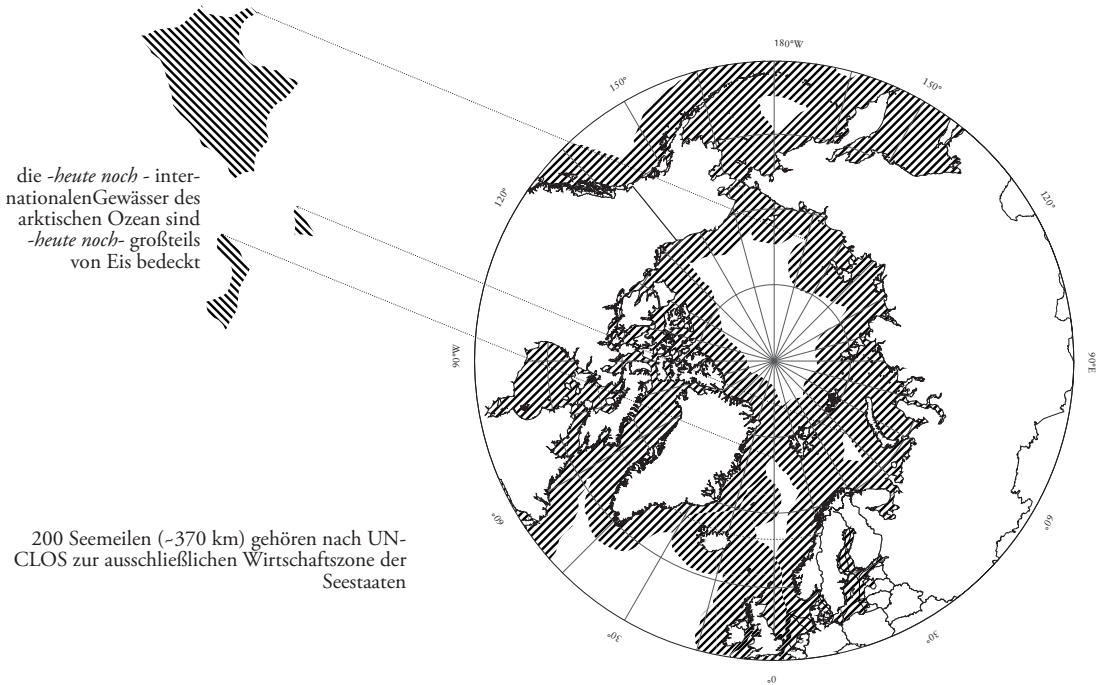 180°W
150°
150°
die -heute noch - inter-
nationalenGewässer des
arktischen Ozean sind
-heute noch- großteils
von Eis bedeckt
120°
120°
90°W
90°E
60°
60°
200 Seemeilen (~370 km) gehören nach UN-
CLOS zur ausschließlichen Wirtschaftszone der
Seestaaten
30°
30°
0°